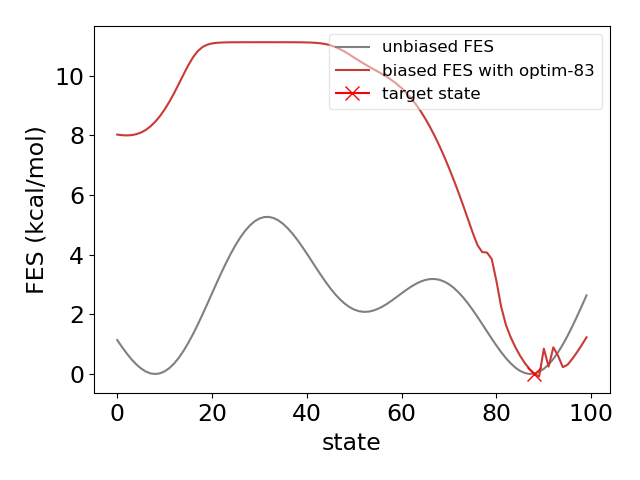 unbiased FES
biased FES with optim-83
target state
FES (kcal/mol)
10
8
6
4
2
0
0 20 40 60 80 100
state